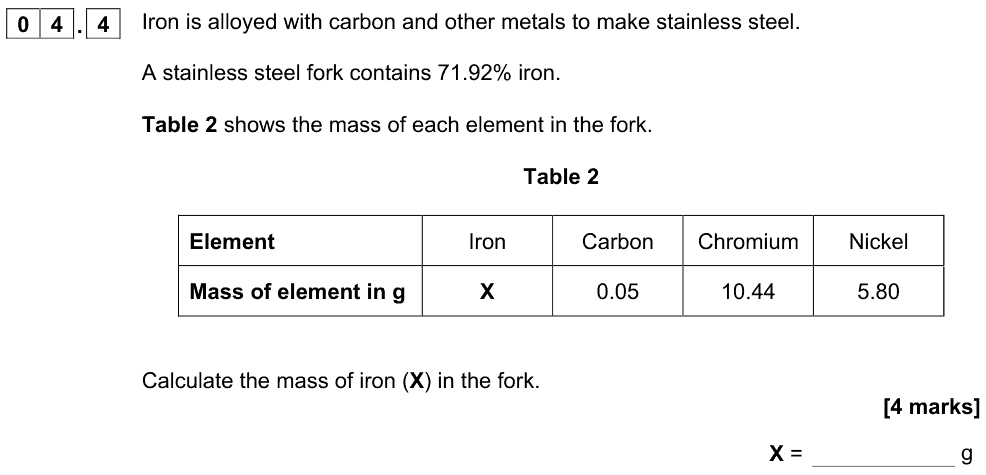 04.4 Iron is alloyed with carbon and other metals to make stainless steel.
A stainless steel fork contains 71.92% iron.
Table 2 shows the mass of each element in the fork.
Table 2
Element Iron Carbon Chromium Nickel
Mass of element in g X 0.05 10.44 5.80
Calculate the mass of iron (X) in the fork.
[4 marks]
X = ____________ g